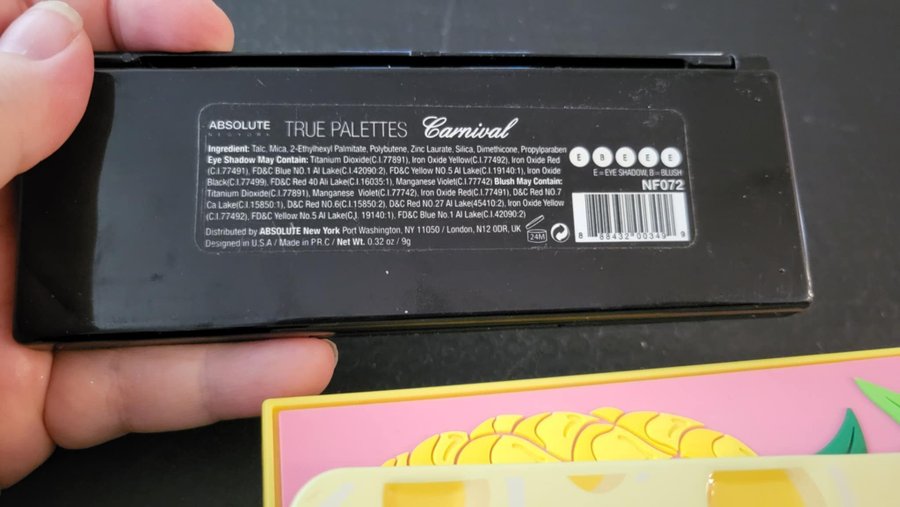 ABSOLUTE
NEW YORK
TRUE PALETTES
Carnival
Ingredient: Talc, Mica, 2-Ethylhexyl Palmitate, Polybutene, Zinc Laurate, Silica, Dimethicone, Propylparaben
Eye Shadow May Contain: Titanium Dioxide(C.I.77891), Iron Oxide Yellow(C.I.77492), Iron Oxide Red
(C.I.77491), FD&C Blue NO.1 Al Lake(C.I.42090:2), FD&C Yellow NO.5 Al Lake(C.I.19140:1), Iron Oxide
Black(C.I.77499), FD&C Red 40 Ali Lake(C.I.16035:1), Manganese Violet(C.I.77742) Blush May Contain:
Titanium Dioxide(C.I.77891), Manganese Violet(C.I.77742), Iron Oxide Red(C.I.77491), D&C Red NO.7
Ca Lake(C.I.15850:1), D&C Red NO.6(C.I.15850:2), D&C Red NO.27 Al Lake(45410:2), Iron Oxide Yellow
(C.I.77492), FD&C Yellow No.5 Al Lake(C.I. 19140:1), FD&C Blue No.1 Al Lake(C.I.42090:2)
Distributed by ABSOLUTE New York Port Washington, NY 11050 / London, N12 0DR, UK
Designed in U.S.A / Made in P.R.C / Net Wt. 0.32 oz / 9g
24M
E B E E E
E = EYE SHADOW, B = BLUSH
NF072
8 88432 00349 9